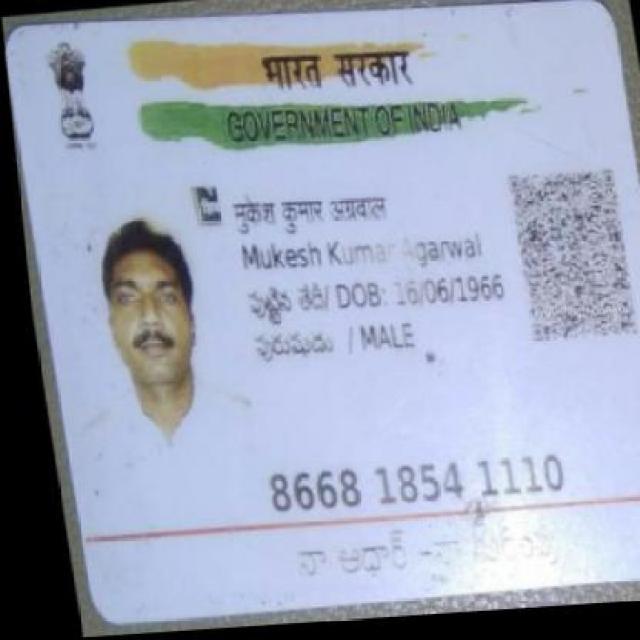 भारत सरकार
GOVERNMENT OF INDIA
मुकेश कुमार अग्रवाल
Mukesh Kumar Agarwal
పుట్టిన తేదీ/ DOB: 16/06/1966
పురుషుడు / MALE
8668 1854 1110
నా ఆధార్ -నా